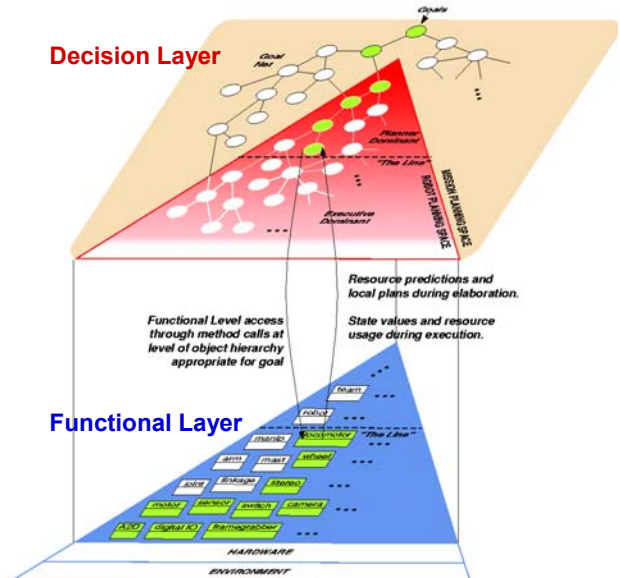 Goals
Decision Layer
Goal
Net
Planner
Dominant
"The Line"
MISSION PLANNING SPACE
ROBOT PLANNING SPACE
Executive
Dominant
Resource predictions and
local plans during elaboration.
Functional Level access
through method calls at
level of object hierarchy
appropriate for goal
State values and resource
usage during execution.
team
robot
Functional Layer
"The Line"
manip
locomotor
arm
mast
wheel
joint
linkage
stereo
motor
sensor
switch
camera
A2D
digital IO
framegrabber
HARDWARE
ENVIRONMENT